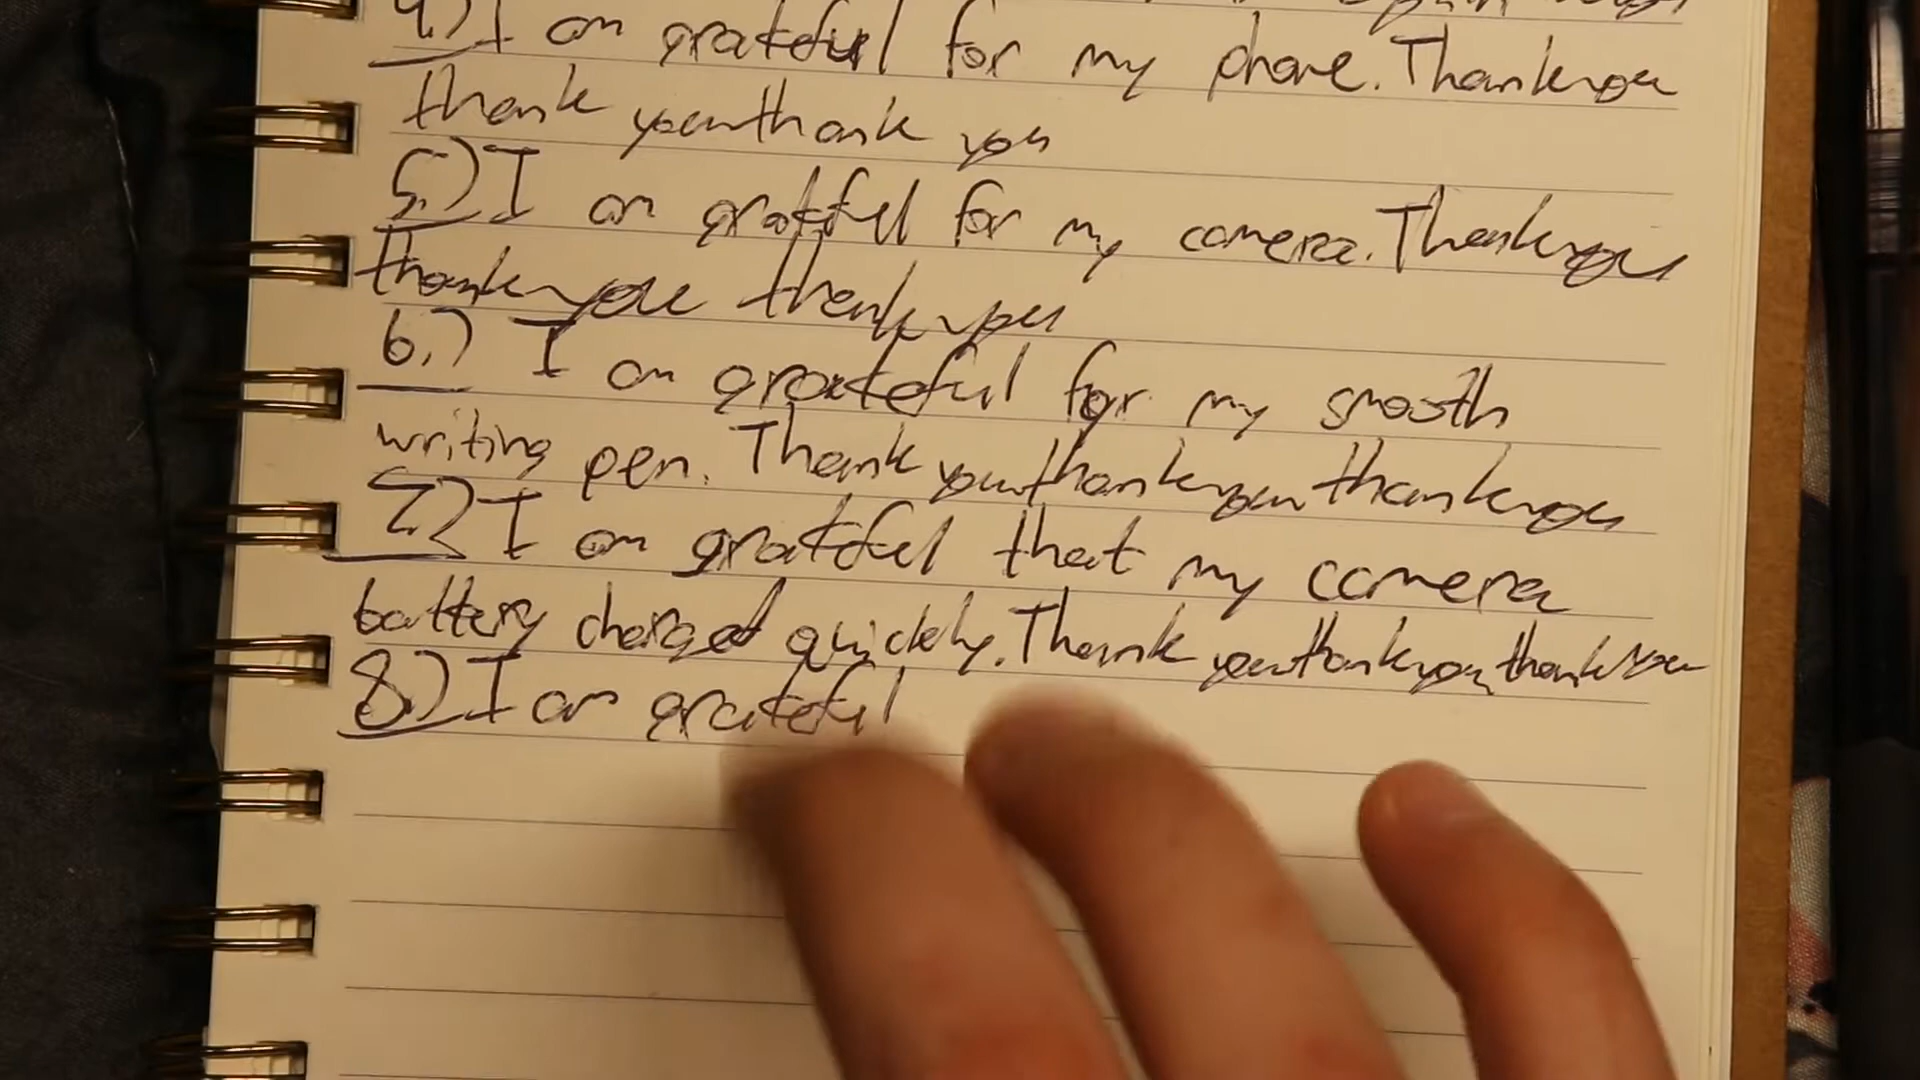 4.) I am grateful for my phone. Thank you
thank you thank you
5.) I am grateful for my camera. Thank you
thank you thank you
6.) I am grateful for my smooth
writing pen. Thank you thank you thank you
7.) I am grateful that my camera
battery charged quickly. Thank you thank you thank you
8.) I am grateful